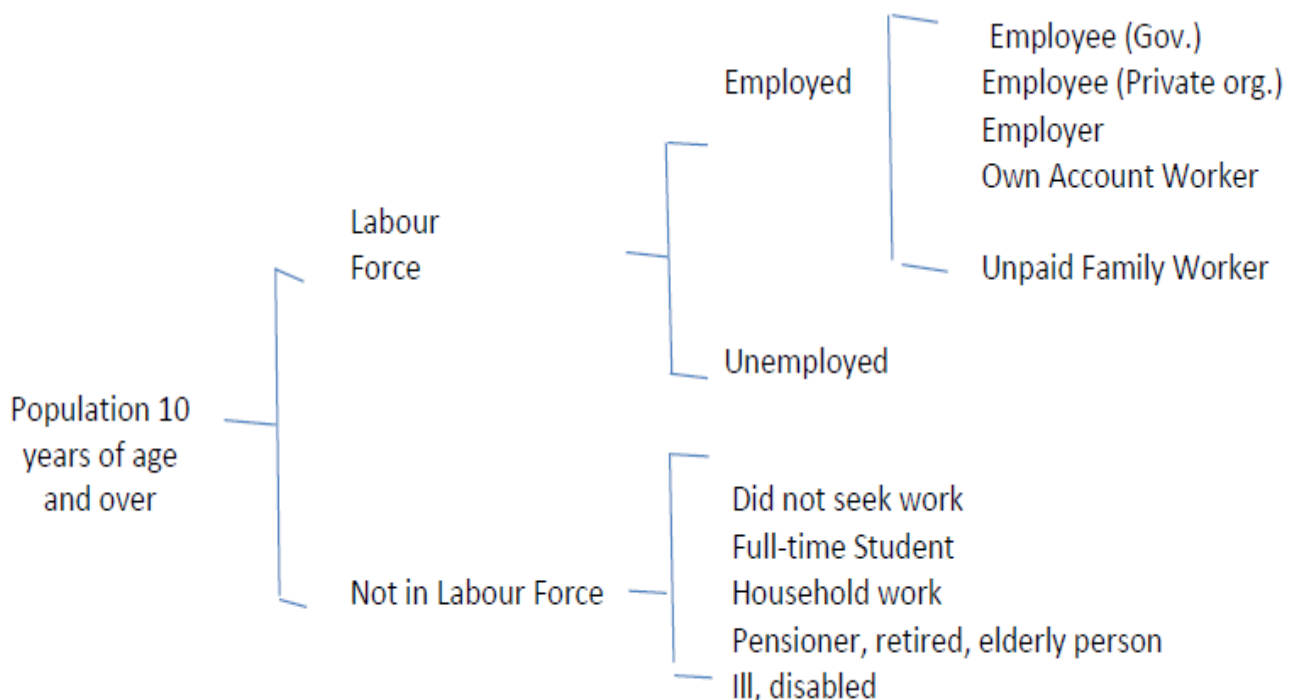 Employee (Gov.)
Employed
Employee (Private org.)
Employer
Own Account Worker
Labour
Force
Unpaid Family Worker
Unemployed
Population 10
years of age
and over
Did not seek work
Full-time Student
Not in Labour Force
Household work
Pensioner, retired, elderly person
Ill, disabled